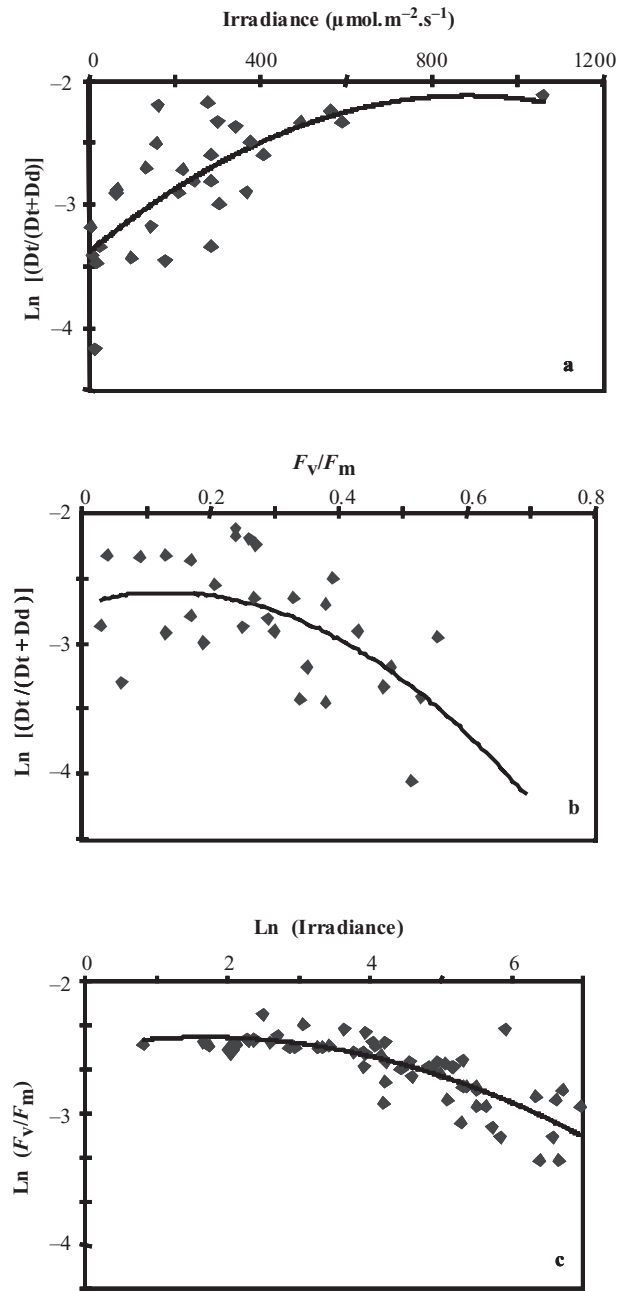 Irradiance (µmol.m−2.s−1)
0 400 800 1200
−2
−3
−4
Ln [(Dt/(Dt+Dd)]
a
Fv/Fm
0 0.2 0.4 0.6 0.8
−2
−3
−4
Ln [(Dt/(Dt+Dd)]
b
Ln (Irradiance)
0 2 4 6
−2
−3
−4
Ln (Fv/Fm)
c